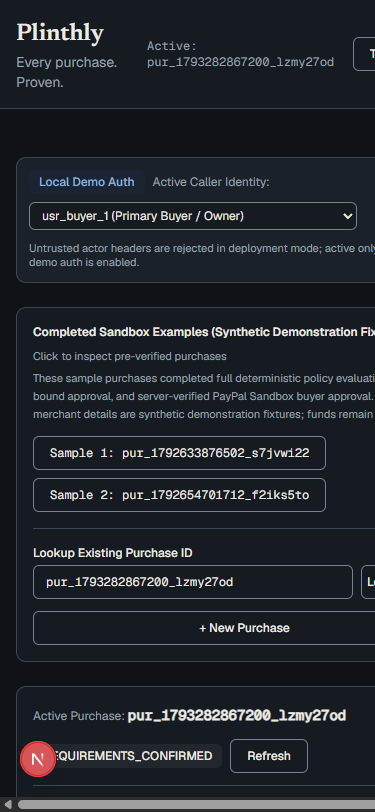 Plinthly
Every purchase.
Proven.
Active:
pur_1793282867200_lzmy27od
Local Demo Auth
Active Caller Identity:
usr_buyer_1 (Primary Buyer / Owner)
Untrusted actor headers are rejected in deployment mode; active only
demo auth is enabled.
Completed Sandbox Examples (Synthetic Demonstration Fix
Click to inspect pre-verified purchases
These sample purchases completed full deterministic policy evaluati
bound approval, and server-verified PayPal Sandbox buyer approval.
merchant details are synthetic demonstration fixtures; funds remain
Sample 1: pur_1792633876502_s7jvwi22
Sample 2: pur_1792654701712_f2iks5to
Lookup Existing Purchase ID
pur_1793282867200_lzmy27od
+ New Purchase
Active Purchase: pur_1793282867200_lzmy27od
N
EQUIREMENTS_CONFIRMED
Refresh